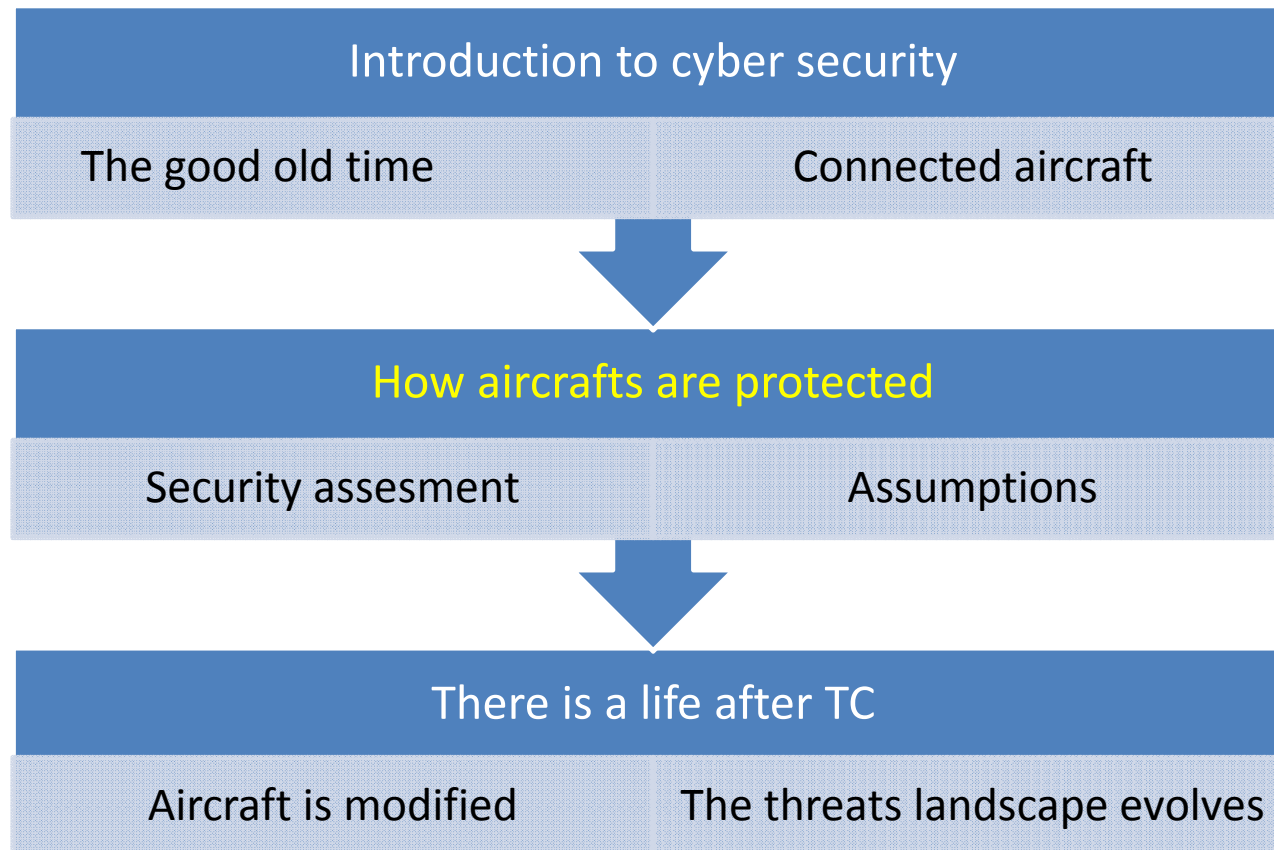 Introduction to cyber security
The good old time
Connected aircraft
How aircrafts are protected
Security assesment
Assumptions
There is a life after TC
Aircraft is modified
The threats landscape evolves